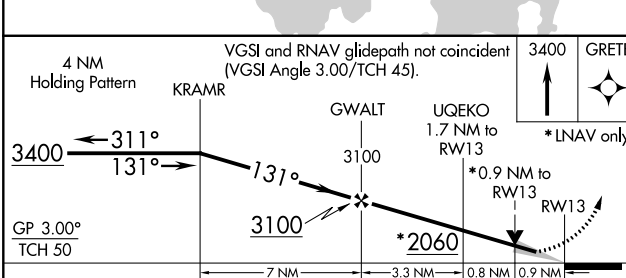 4 NM
Holding Pattern
VGSI and RNAV glidepath not coincident
(VGSI Angle 3.00/TCH 45).
3400
GRETE
KRAMR
GWALT
3100
UQEKO
1.7 NM to
RW13
*LNAV only
311°
3400
131°
131°
*0.9 NM to
RW13
RW13
3100
*2060
GP 3.00°
TCH 50
7 NM
3.3 NM
0.8 NM
0.9 NM